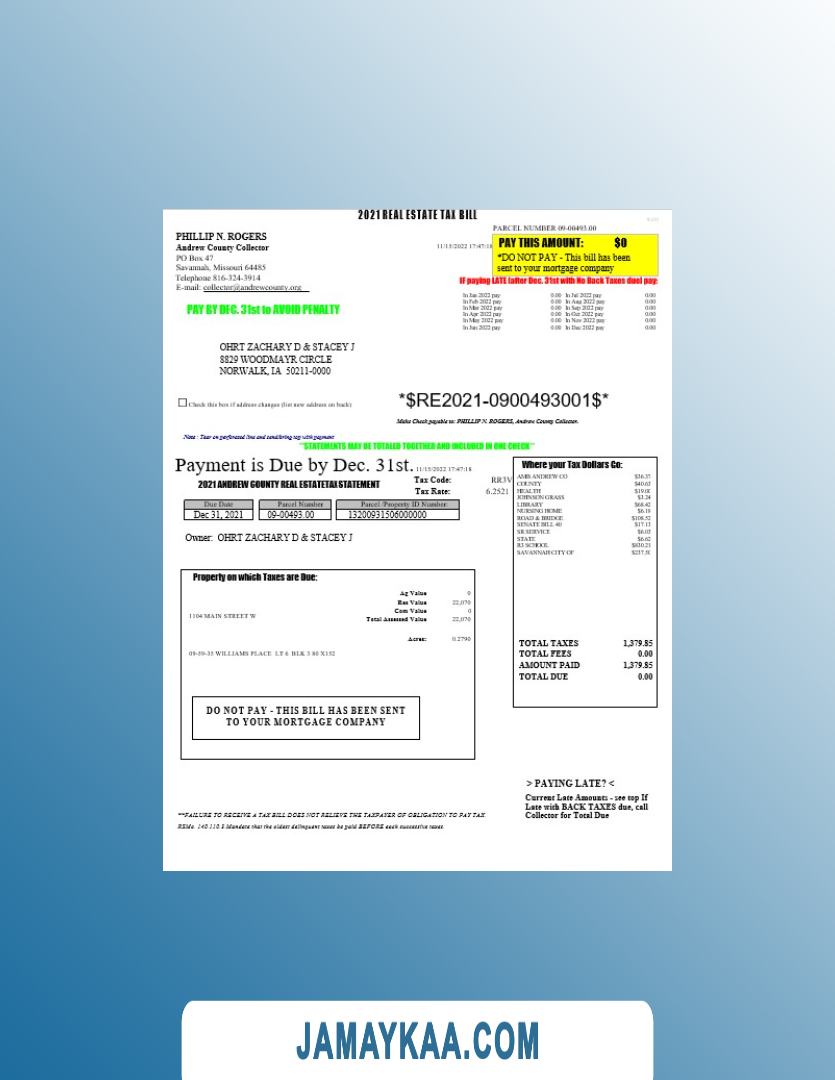 2021 REAL ESTATE TAX BILL
PARCEL NUMBER 09-00493.00
PHILLIP N. ROGERS
Andrew County Collector
PO Box 47
Savannah, Missouri 64485
Telephone 816-324-3914
E-mail: collector@andrewcounty.org
11/15/2022 17:47:18
PAY THIS AMOUNT: $0
*DO NOT PAY - This bill has been
sent to your mortgage company
IF paying LATE (after Dec. 31st with No Back Taxes due) pay:
In Jan 2022 pay 0.00 In Jul 2022 pay 0.00
In Feb 2022 pay 0.00 In Aug 2022 pay 0.00
In Mar 2022 pay 0.00 In Sep 2022 pay 0.00
In Apr 2022 pay 0.00 In Oct 2022 pay 0.00
In May 2022 pay 0.00 In Nov 2022 pay 0.00
In Jun 2022 pay 0.00 In Dec 2022 pay 0.00
PAY BY DEC. 31st to AVOID PENALTY
OHRT ZACHARY D & STACEY J
8829 WOODMAYR CIRCLE
NORWALK, IA 50211-0000
Check this box if address changes (list new address on back)
*$RE2021-0900493001$*
Make Check payable to: PHILLIP N. ROGERS, Andrew County Collector.
Note : Tear on perforated line and send/bring top with payment
**STATEMENTS MAY BE TOTALED TOGETHER AND INCLUDED IN ONE CHECK**
Payment is Due by Dec. 31st. 11/15/2022 17:47:18
2021 ANDREW COUNTY REAL ESTATE TAX STATEMENT
Tax Code: RR3V
Tax Rate: 6.2521
Due Date Parcel Number Parcel /Property ID Number:
Dec 31, 2021 09-00493.00 13200931506000000
Owner: OHRT ZACHARY D & STACEY J
Where your Tax Dollars Go:
AMB ANDREW CO $36.37
COUNTY $40.63
HEALTH
JOHNSON GRASS $3.24
LIBRARY $68.42
NURSING HOME $6.18
ROAD & BRIDGE $108.52
SENATE BILL 40 $17.13
SR SERVICE
STATE $6.62
R3 SCHOOL $830.21
SAVANNAH CITY OF
TOTAL TAXES 1,379.85
TOTAL FEES 0.00
AMOUNT PAID 1,379.85
TOTAL DUE 0.00
Property on which Taxes are Due:
Ag Value 0
Res Value 22,070
Com Value 0
Total Assessed Value 22,070
1104 MAIN STREET W
Acres: 0.2790
09-59-35 WILLIAMS PLACE LT 6 BLK 3 80 X152
DO NOT PAY - THIS BILL HAS BEEN SENT
TO YOUR MORTGAGE COMPANY
> PAYING LATE? <
Current Late Amounts - see top If
Late with BACK TAXES due, call
Collector for Total Due
**FAILURE TO RECEIVE A TAX BILL DOES NOT RELIEVE THE TAXPAYER OF OBLIGATION TO PAY TAX.
RSMo. 140.110.1 Mandate that the oldest delinquent taxes be paid BEFORE each successive taxes.
JAMAYKAA.COM